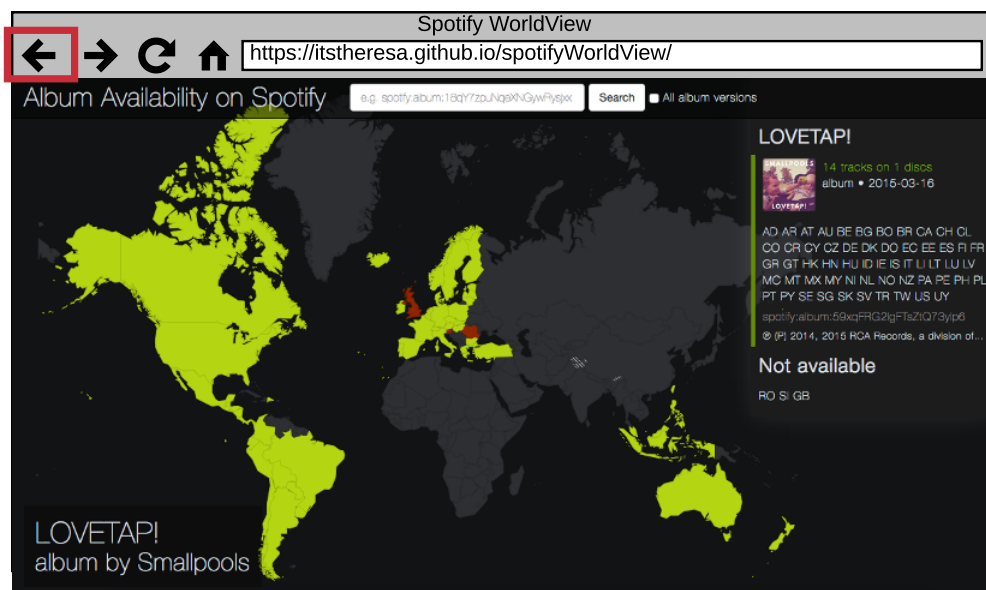 Spotify WorldView
https://itstheresa.github.io/spotifyWorldView/
Album Availability on Spotify
e.g. spotify:album:18qY7zpuNqeXNGywRysjxx
Search
All album versions
LOVETAP!
SMALLPOOLS
LOVETAP!
14 tracks on 1 discs
album • 2015-03-16
AD AR AT AU BE BG BO BR CA CH CL
CO CR CY CZ DE DK DO EC EE ES FI FR
GR GT HK HN HU ID IE IS IT LI LT LU LV
MC MT MX MY NI NL NO NZ PA PE PH PL
PT PY SE SG SK SV TR TW US UY
spotify:album:59xqFRG2lgFTsZtQ73ylp6
℗ (P) 2014, 2015 RCA Records, a division of...
Not available
RO SI GB
LOVETAP!
album by Smallpools